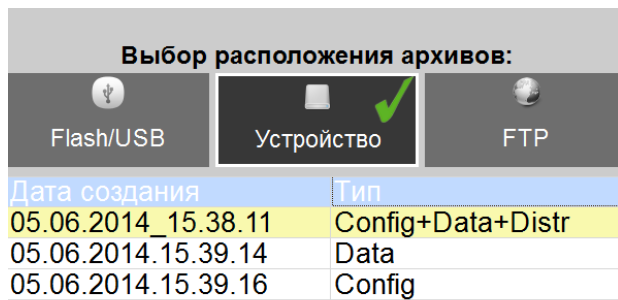 Выбор расположения архивов:
Flash/USB Устройство FTP
Дата создания Тип
05.06.2014_15.38.11 Config+Data+Distr
05.06.2014.15.39.14 Data
05.06.2014.15.39.16 Config